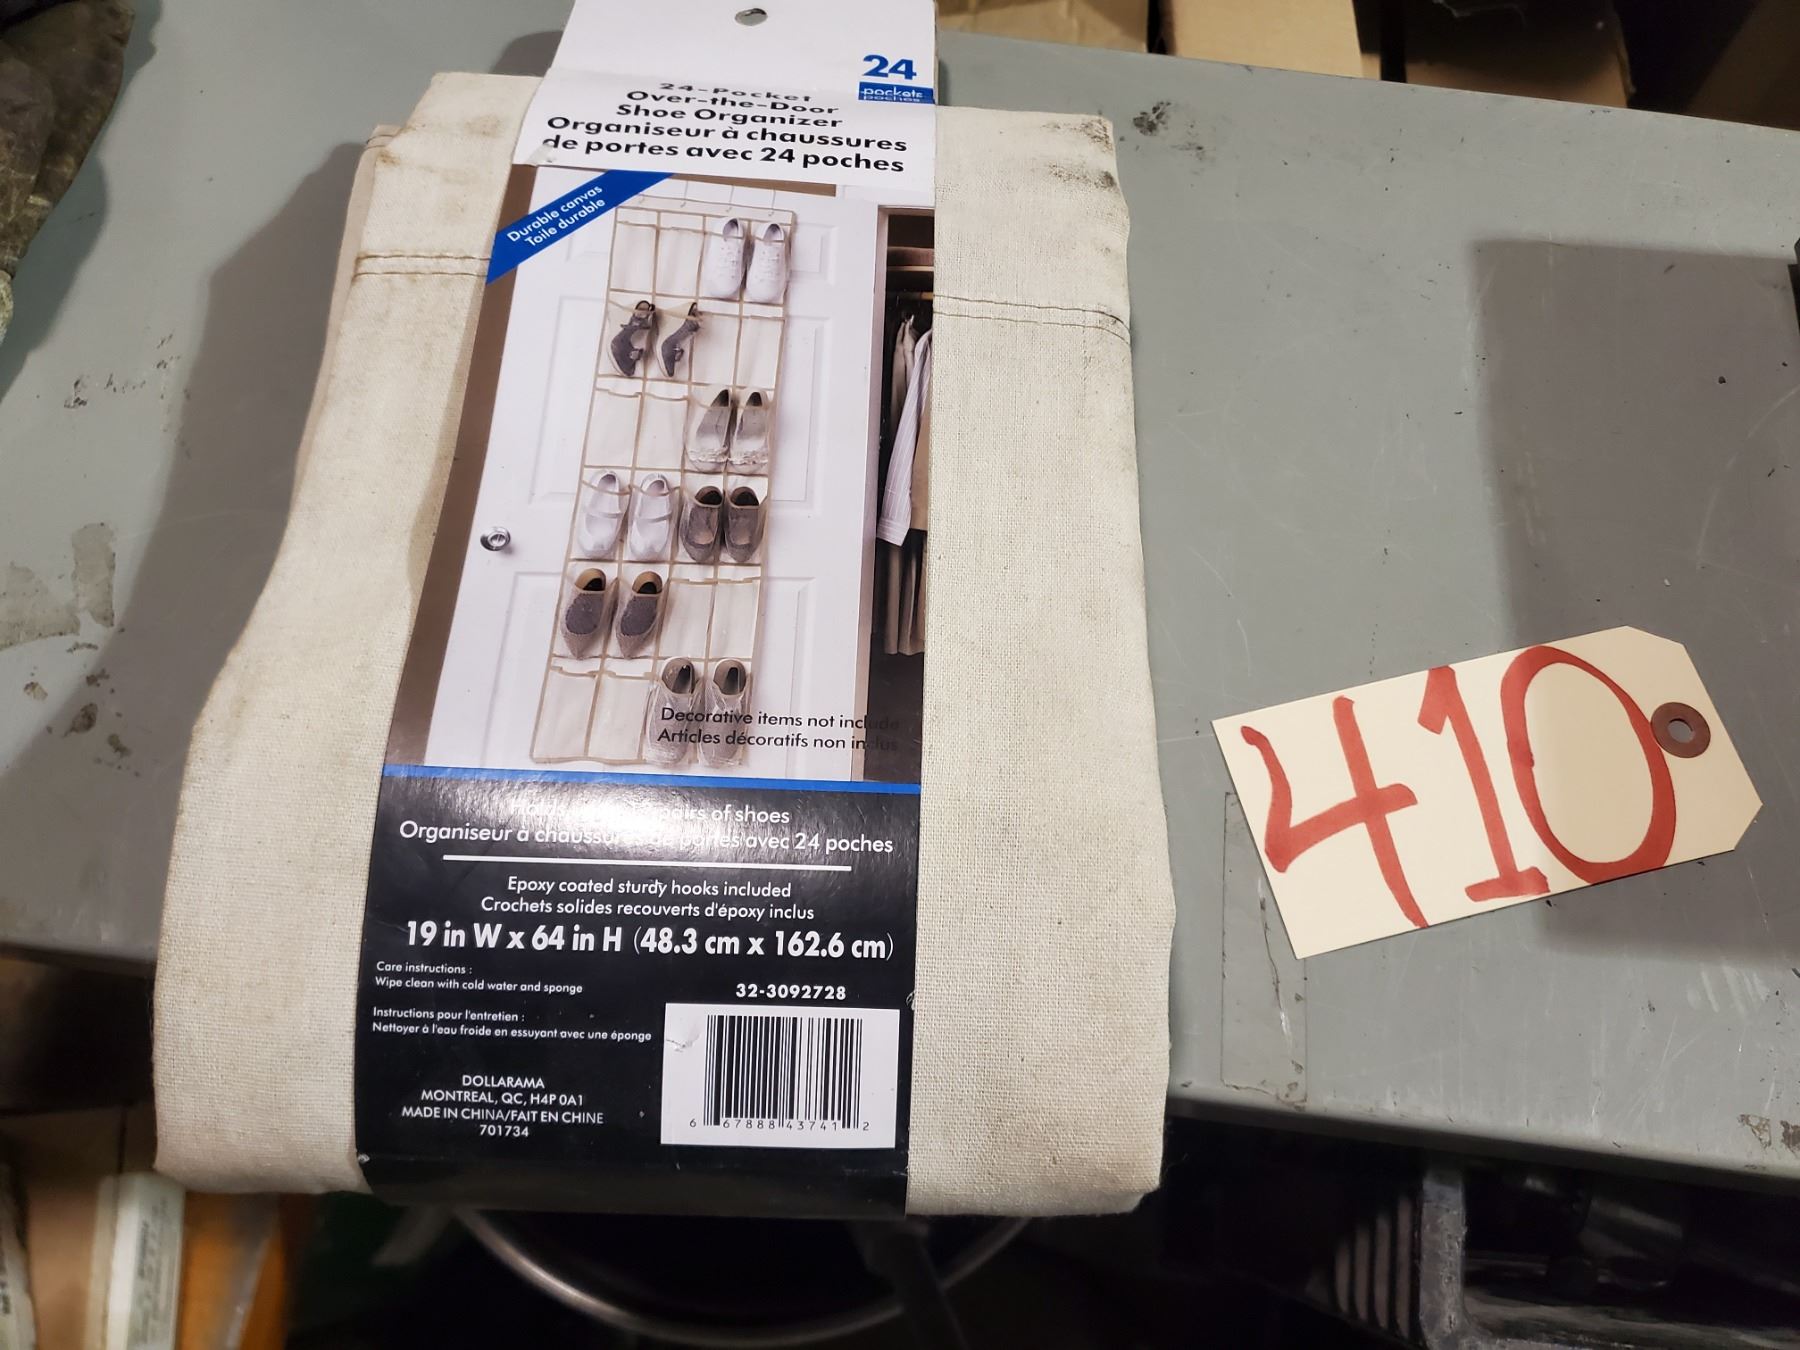 24
pockets
poches
24-Pocket
Over-the-Door
Shoe Organizer
Organiseur à chaussures
de portes avec 24 poches
Durable canvas
Toile durable
Decorative items not include
Articles décoratifs non inclus
pairs of shoes
Organiseur à chaussures de portes avec 24 poches
Epoxy coated sturdy hooks included
Crochets solides recouverts d'époxy inclus
19 in W x 64 in H (48.3 cm x 162.6 cm)
Care instructions :
Wipe clean with cold water and sponge
Instructions pour l'entretien :
Nettoyer à l'eau froide en essuyant avec une éponge
32-3092728
DOLLARAMA
MONTREAL, QC, H4P 0A1
MADE IN CHINA/FAIT EN CHINE
701734
6 67888 43741 2
410